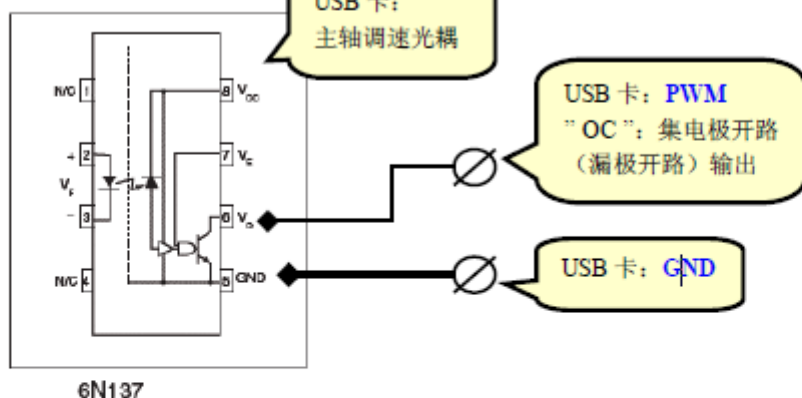 USB 卡：
主轴调速光耦
N/C 1
8 V
+ 2
7 V
V
- 3
6 V
N/C 4
5 GND
6N137
USB 卡：PWM
” OC ”：集电极开路
（漏极开路）输出
USB 卡：GND